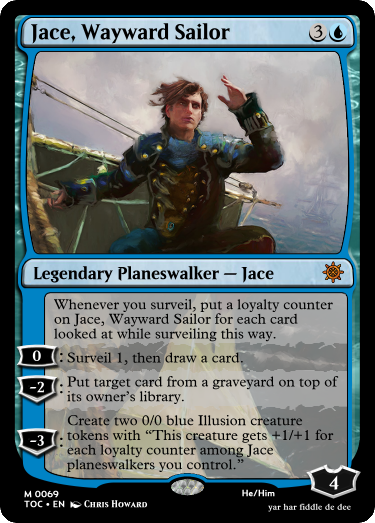 Jace, Wayward Sailor 3
Legendary Planeswalker — Jace
Whenever you surveil, put a loyalty counter
on Jace, Wayward Sailor for each card
looked at while surveiling this way.
0 : Surveil 1, then draw a card.
-2 : Put target card from a graveyard on top of
its owner's library.
Create two 0/0 blue Illusion creature
-3 : tokens with “This creature gets +1/+1 for
each loyalty counter among Jace
planeswalkers you control.”
4
M 0069
TOC • EN Chris Howard
He/Him
yar har fiddle de dee